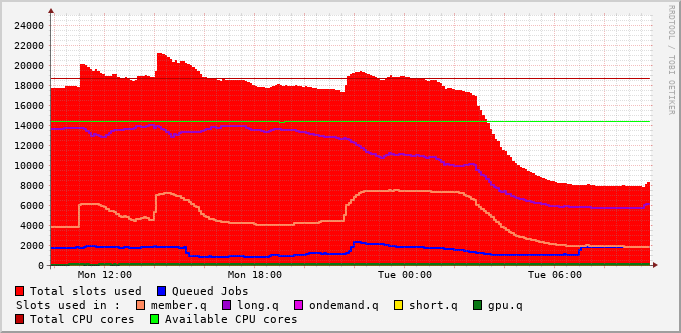 24000
22000
20000
18000
16000
14000
12000
10000
8000
6000
4000
2000
0
Mon 12:00 Mon 18:00 Tue 00:00 Tue 06:00
RRDTOOL / TOBI OETIKER
Total slots used Queued Jobs
Slots used in : member.q long.q ondemand.q short.q gpu.q
Total CPU cores Available CPU cores